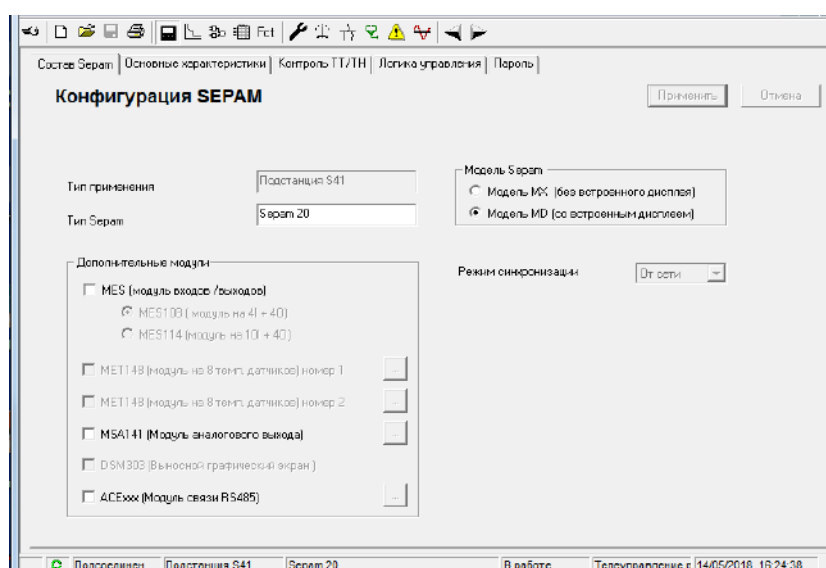 Fct
Состав Sepam Основные характеристики Контроль ТТ/ТН Логика управления Пароль
Конфигурация SEPAM
Применить Отмена
Тип применения Подстанция S41
Тип Sepam Sepam 20
Модель Sepam
Модель MX (без встроенного дисплея)
Модель MD (со встроенным дисплеем)
Режим синхронизации От сети
Дополнительные модули
MES (модуль входов /выходов)
MES108 ( модуль на 4I + 4O)
MES114 (модуль на 10I + 4O)
MET148 (модуль на 8 темп. датчиков) номер 1 ...
MET148 (модуль на 8 темп. датчиков) номер 2 ...
MSA141 (Модуль аналогового выхода) ...
DSM303 (Выносной графический экран )
ACExxx (Модуль связи RS485) ...
Подсоединен Подстанция S41 Sepam 20 В работе Телеуправление р 14/05/2018 16:24:38